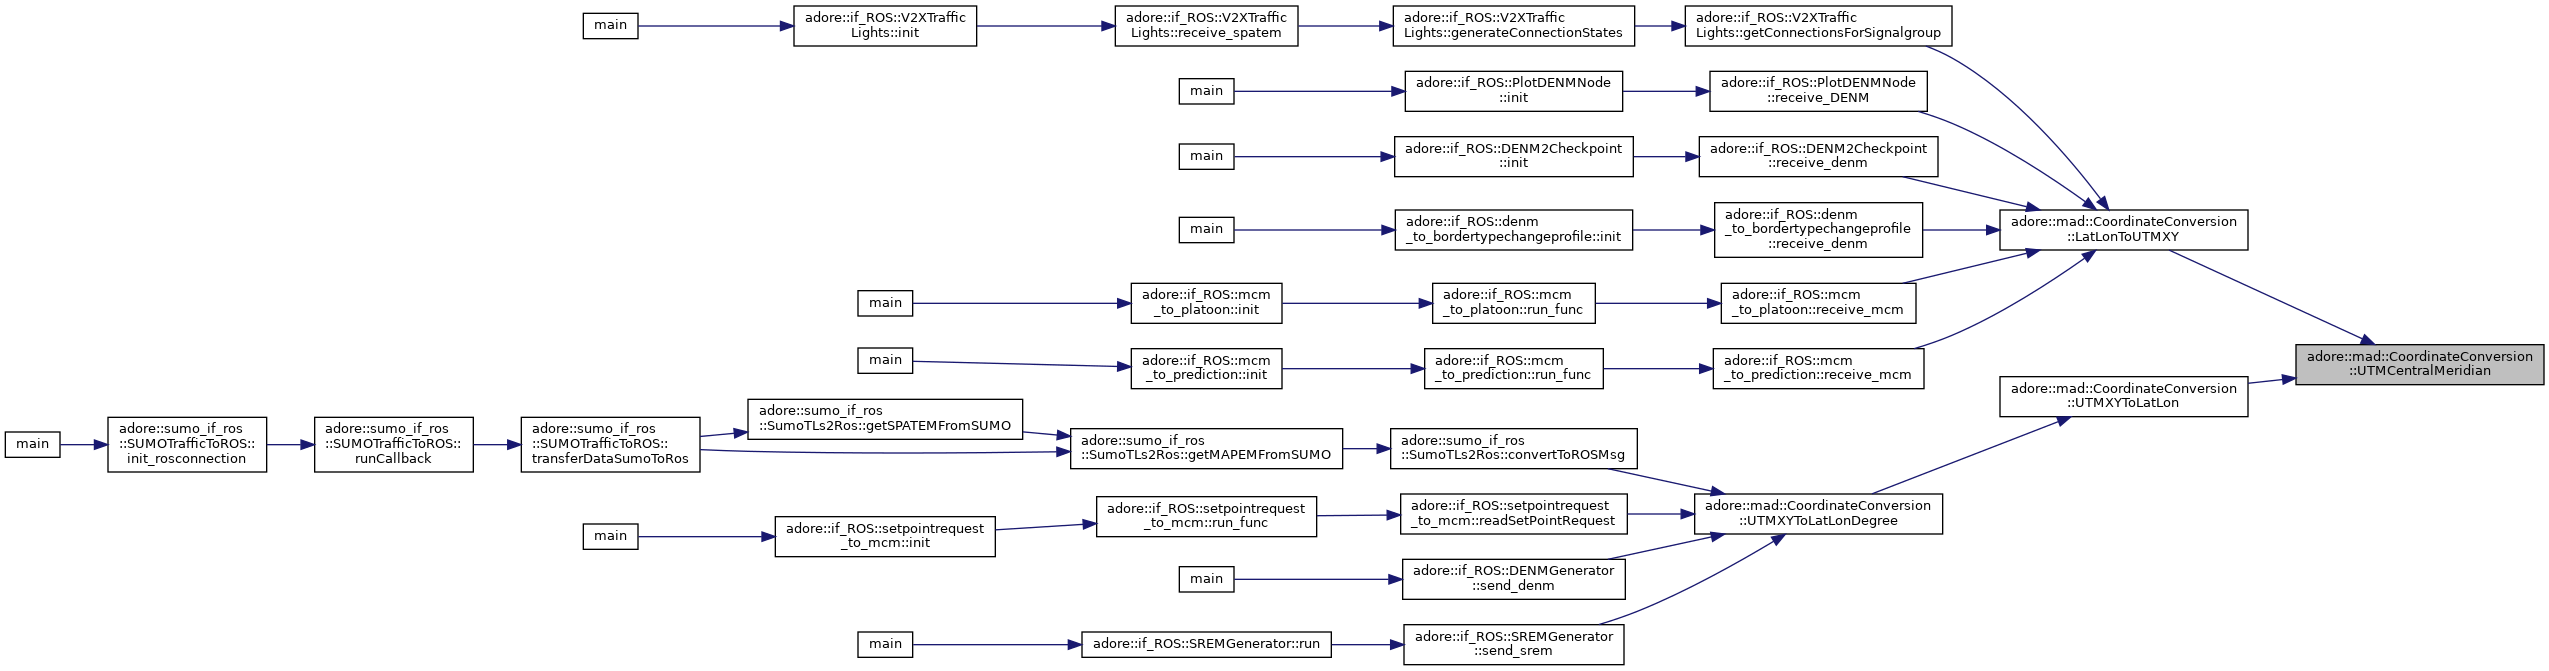 main
adore::if_ROS::V2XTraffic
Lights::init
adore::if_ROS::V2XTraffic
Lights::receive_spatem
adore::if_ROS::V2XTraffic
Lights::generateConnectionStates
adore::if_ROS::V2XTraffic
Lights::getConnectionsForSignalgroup
main
adore::if_ROS::PlotDENMNode
::init
adore::if_ROS::PlotDENMNode
::receive_DENM
main
adore::if_ROS::DENM2Checkpoint
::init
adore::if_ROS::DENM2Checkpoint
::receive_denm
main
adore::if_ROS::denm
_to_bordertypechangeprofile::init
adore::if_ROS::denm
_to_bordertypechangeprofile
::receive_denm
adore::mad::CoordinateConversion
::LatLonToUTMXY
main
adore::if_ROS::mcm
_to_platoon::init
adore::if_ROS::mcm
_to_platoon::run_func
adore::if_ROS::mcm
_to_platoon::receive_mcm
main
adore::if_ROS::mcm
_to_prediction::init
adore::if_ROS::mcm
_to_prediction::run_func
adore::if_ROS::mcm
_to_prediction::receive_mcm
adore::mad::CoordinateConversion
::UTMCentralMeridian
adore::mad::CoordinateConversion
::UTMXYToLatLon
main
adore::sumo_if_ros
::SUMOTrafficToROS::
init_rosconnection
adore::sumo_if_ros
::SUMOTrafficToROS::
runCallback
adore::sumo_if_ros
::SUMOTrafficToROS::
transferDataSumoToRos
adore::sumo_if_ros
::SumoTLs2Ros::getSPATEMFromSUMO
adore::sumo_if_ros
::SumoTLs2Ros::getMAPEMFromSUMO
adore::sumo_if_ros
::SumoTLs2Ros::convertToROSMsg
main
adore::if_ROS::setpointrequest
_to_mcm::init
adore::if_ROS::setpointrequest
_to_mcm::run_func
adore::if_ROS::setpointrequest
_to_mcm::readSetPointRequest
adore::mad::CoordinateConversion
::UTMXYToLatLonDegree
main
adore::if_ROS::DENMGenerator
::send_denm
main
adore::if_ROS::SREMGenerator::run
adore::if_ROS::SREMGenerator
::send_srem